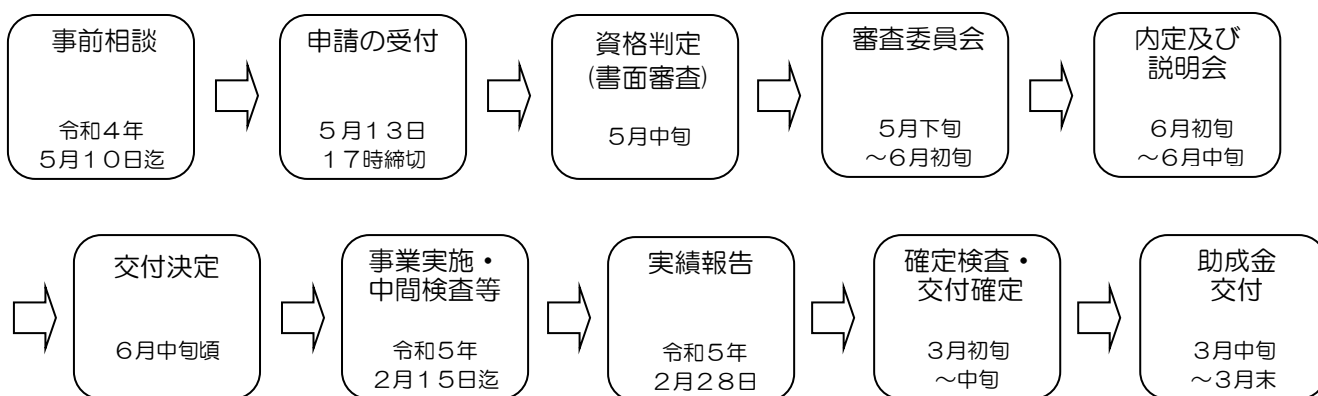 事前相談
令和４年
５月１０日迄
申請の受付
５月１３日
１７時締切
資格判定
(書面審査)
５月中旬
審査委員会
５月下旬
～６月初旬
内定及び
説明会
６月初旬
～６月中旬
交付決定
６月中旬頃
事業実施・
中間検査等
令和５年
２月１５日迄
実績報告
令和５年
２月２８日
確定検査・
交付確定
３月初旬
～中旬
助成金
交付
３月中旬
～３月末